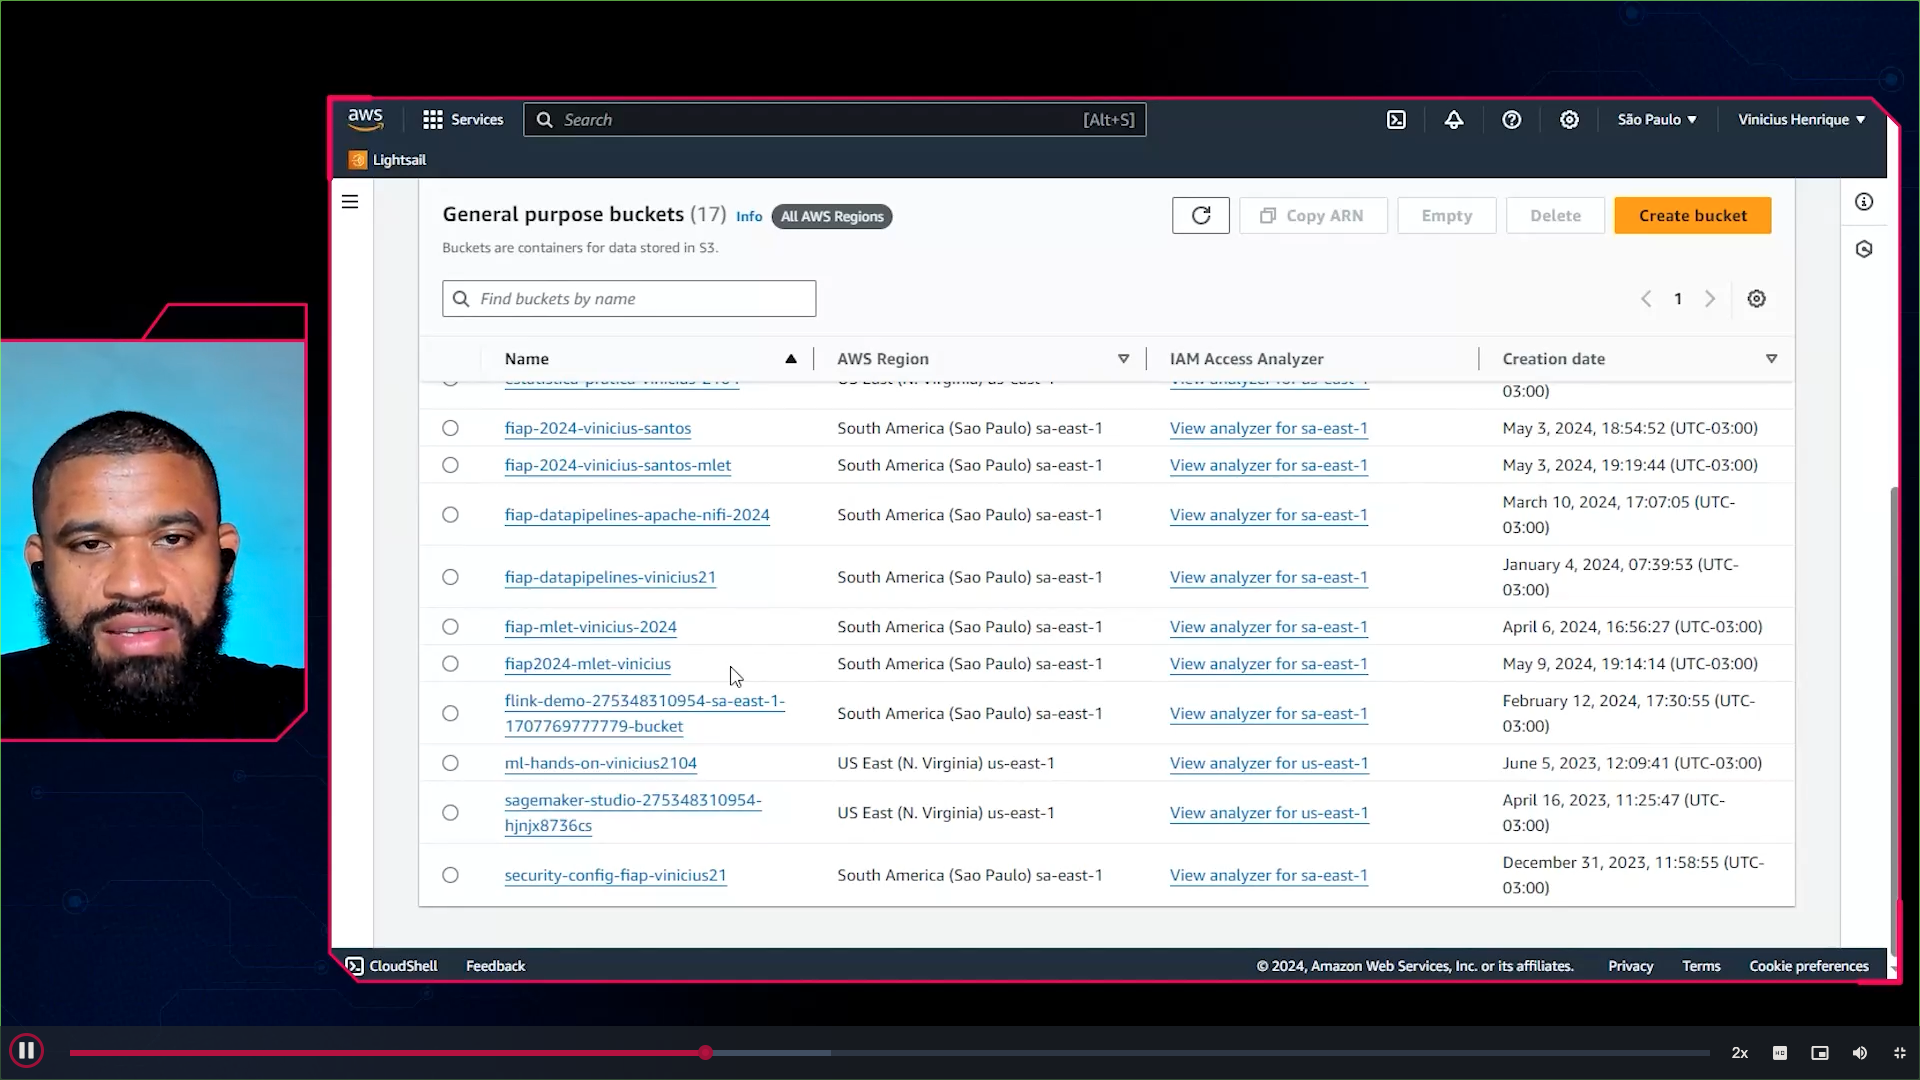 aws
Services
Search
[Alt+S]
São Paulo
Vinicius Henrique
Lightsail
General purpose buckets (17)
Info
All AWS Regions
Copy ARN
Empty
Delete
Create bucket
Buckets are containers for data stored in S3.
Find buckets by name
1
Name
AWS Region
IAM Access Analyzer
Creation date
03:00)
fiap-2024-vinicius-santos
South America (Sao Paulo) sa-east-1
View analyzer for sa-east-1
May 3, 2024, 18:54:52 (UTC-03:00)
fiap-2024-vinicius-santos-mlet
South America (Sao Paulo) sa-east-1
View analyzer for sa-east-1
May 3, 2024, 19:19:44 (UTC-03:00)
fiap-datapipelines-apache-nifi-2024
South America (Sao Paulo) sa-east-1
View analyzer for sa-east-1
March 10, 2024, 17:07:05 (UTC-
03:00)
fiap-datapipelines-vinicius21
South America (Sao Paulo) sa-east-1
View analyzer for sa-east-1
January 4, 2024, 07:39:53 (UTC-
03:00)
fiap-mlet-vinicius-2024
South America (Sao Paulo) sa-east-1
View analyzer for sa-east-1
April 6, 2024, 16:56:27 (UTC-03:00)
fiap2024-mlet-vinicius
South America (Sao Paulo) sa-east-1
View analyzer for sa-east-1
May 9, 2024, 19:14:14 (UTC-03:00)
flink-demo-275348310954-sa-east-1-
1707769777779-bucket
South America (Sao Paulo) sa-east-1
View analyzer for sa-east-1
February 12, 2024, 17:30:55 (UTC-
03:00)
ml-hands-on-vinicius2104
US East (N. Virginia) us-east-1
View analyzer for us-east-1
June 5, 2023, 12:09:41 (UTC-03:00)
sagemaker-studio-275348310954-
hjnjx8736cs
US East (N. Virginia) us-east-1
View analyzer for us-east-1
April 16, 2023, 11:25:47 (UTC-
03:00)
security-config-fiap-vinicius21
South America (Sao Paulo) sa-east-1
View analyzer for sa-east-1
December 31, 2023, 11:58:55 (UTC-
03:00)
CloudShell
Feedback
© 2024, Amazon Web Services, Inc. or its affiliates.
Privacy
Terms
Cookie preferences
2x
HD